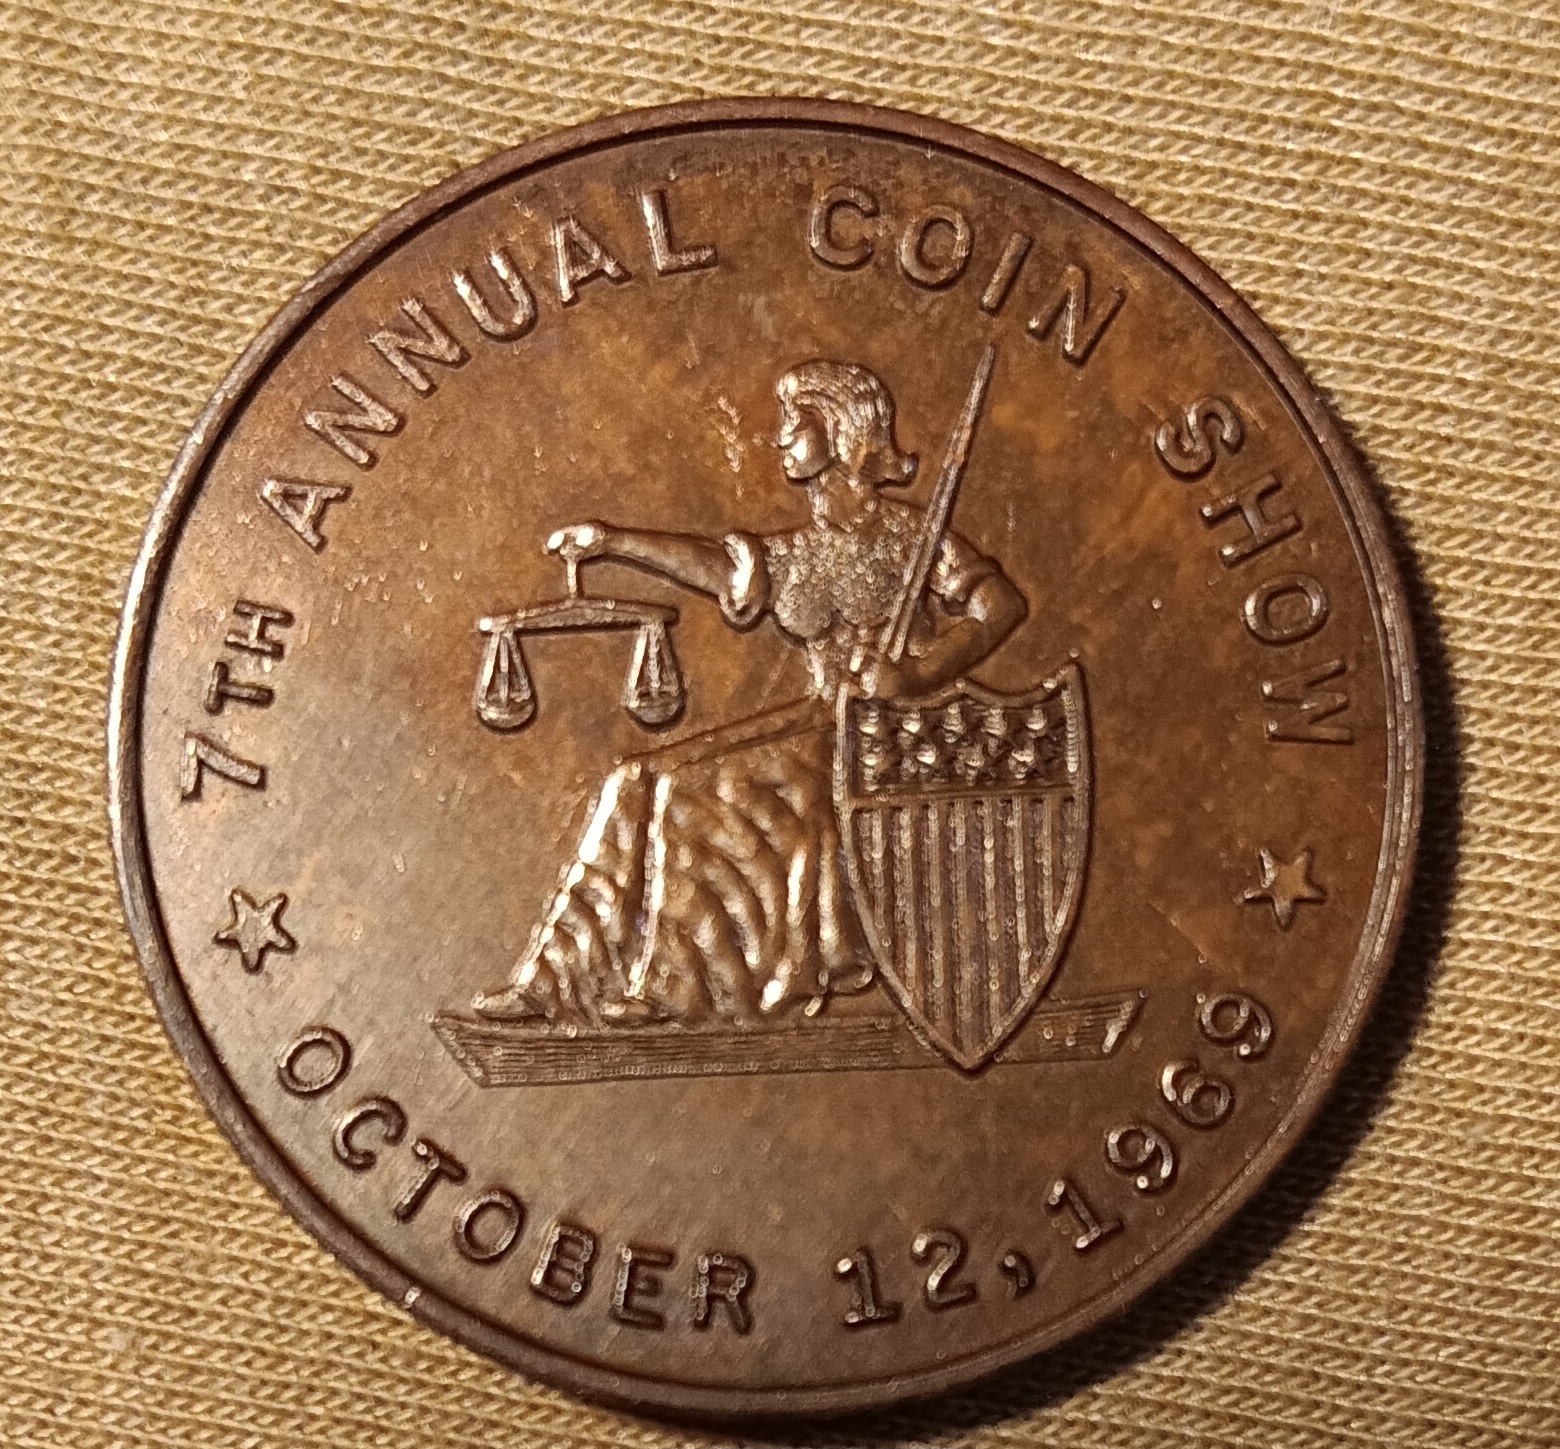 7TH ANNUAL COIN SHOW
OCTOBER 12, 1969